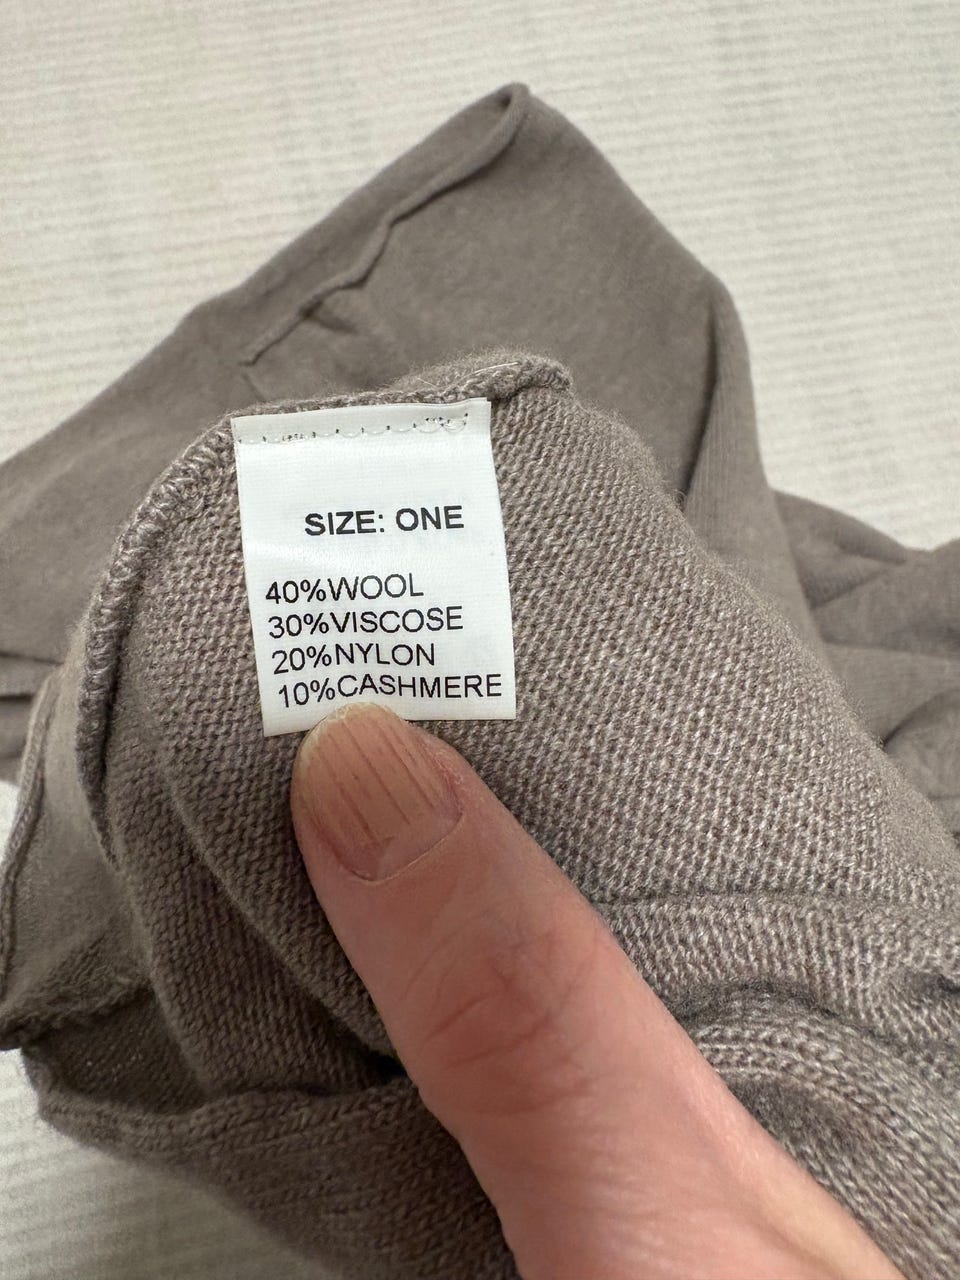 SIZE: ONE
40%WOOL
30%VISCOSE
20%NYLON
10%CASHMERE